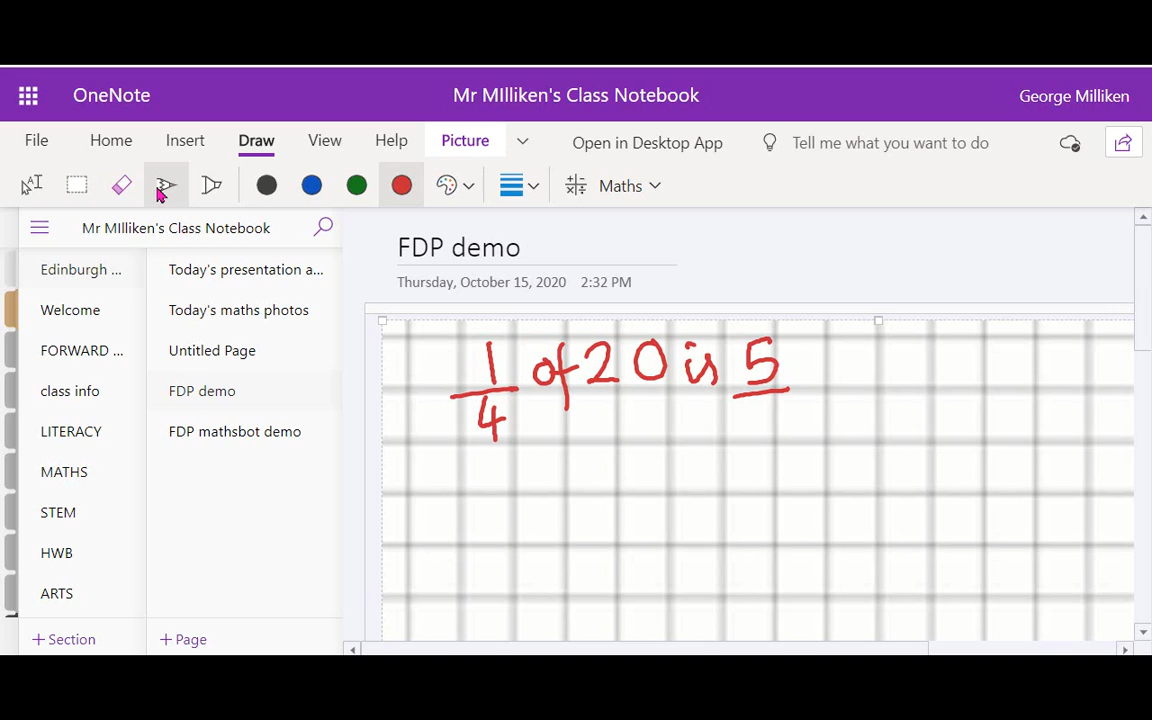 OneNote
Mr MIlliken's Class Notebook
George Milliken
File Home Insert Draw View Help Picture Open in Desktop App Tell me what you want to do
Maths
Mr MIlliken's Class Notebook
Edinburgh ...
Welcome
FORWARD ...
class info
LITERACY
MATHS
STEM
HWB
ARTS
+ Section
Today's presentation a...
Today's maths photos
Untitled Page
FDP demo
FDP mathsbot demo
+ Page
FDP demo
Thursday, October 15, 2020 2:32 PM
1/4 of 20 is 5